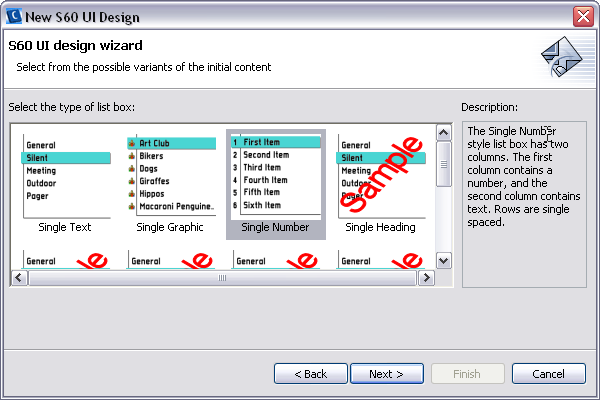 New S60 UI Design
S60 UI design wizard
Select from the possible variants of the initial content
Select the type of list box:
Description:
General
Silent
Meeting
Outdoor
Pager
Single Text
Art Club
Bikers
Dogs
Giraffes
Hippos
Macaroni Penguine..
Single Graphic
1 First Item
2 Second Item
3 Third Item
4 Fourth Item
5 Fifth Item
6 Sixth Item
Single Number
General
Silent
Meeting
Outdoor
Pager
Sample
Single Heading
The Single Number
style list box has two
columns. The first
column contains a
number, and the
second column contains
text. Rows are single
spaced.
General
General
General
General
< Back
Next >
Finish
Cancel